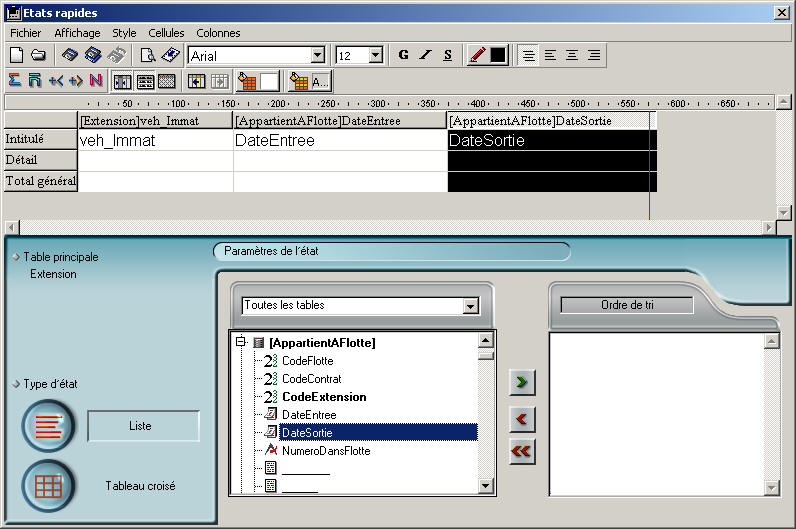 Etats rapides
Fichier Affichage Style Cellules Colonnes
Arial 12 G I S
Σ n N A...
50 100 150 200 250 300 350 400 450 500 550 600 650
[Extension]veh_Immat [AppartientAFlotte]DateEntree [AppartientAFlotte]DateSortie
Intitulé veh_Immat DateEntree DateSortie
Détail
Total général
Table principale
Extension
Paramètres de l'état
Toutes les tables
Ordre de tri
[AppartientAFlotte]
CodeFlotte
CodeContrat
CodeExtension
DateEntree
DateSortie
NumeroDansFlotte
Type d'état
Liste
Tableau croisé